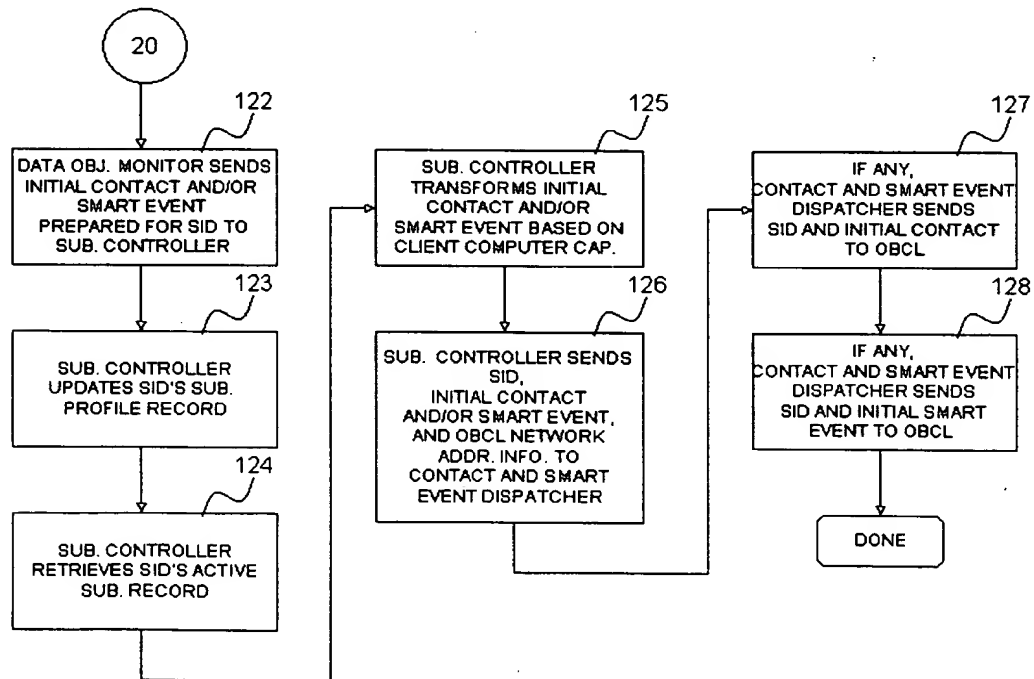 20
122
DATA OBJ. MONITOR SENDS
INITIAL CONTACT AND/OR
SMART EVENT
PREPARED FOR SID TO
SUB. CONTROLLER
123
SUB. CONTROLLER
UPDATES SID'S SUB.
PROFILE RECORD
124
SUB. CONTROLLER
RETRIEVES SID'S ACTIVE
SUB. RECORD
125
SUB. CONTROLLER
TRANSFORMS INITIAL
CONTACT AND/OR
SMART EVENT BASED ON
CLIENT COMPUTER CAP.
126
SUB. CONTROLLER SENDS
SID,
INITIAL CONTACT
AND/OR SMART EVENT,
AND OBCL NETWORK
ADDR. INFO. TO
CONTACT AND SMART
EVENT DISPATCHER
127
IF ANY,
CONTACT AND SMART EVENT
DISPATCHER SENDS
SID AND INITIAL CONTACT
TO OBCL
128
IF ANY,
CONTACT AND SMART EVENT
DISPATCHER SENDS
SID AND INITIAL SMART
EVENT TO OBCL
DONE